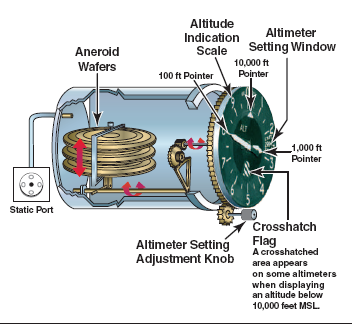 Altitude
Indication
Scale
Altimeter
Setting Window
Aneroid
Wafers
10,000 ft
Pointer
100 ft Pointer
ALT
1,000 ft
Pointer
Static Port
Altimeter Setting
Adjustment Knob
Crosshatch
Flag
A crosshatched
area appears
on some altimeters
when displaying
an altitude below
10,000 feet MSL.